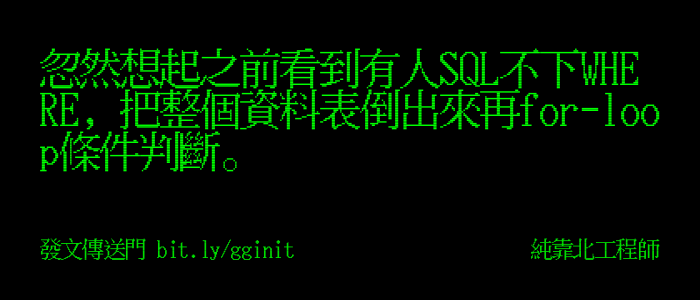 忽然想起之前看到有人SQL不下WHE
RE, 把整個資料表倒出來再for-loo
p條件判斷。
發文傳送門 bit.ly/gginit
純靠北工程師